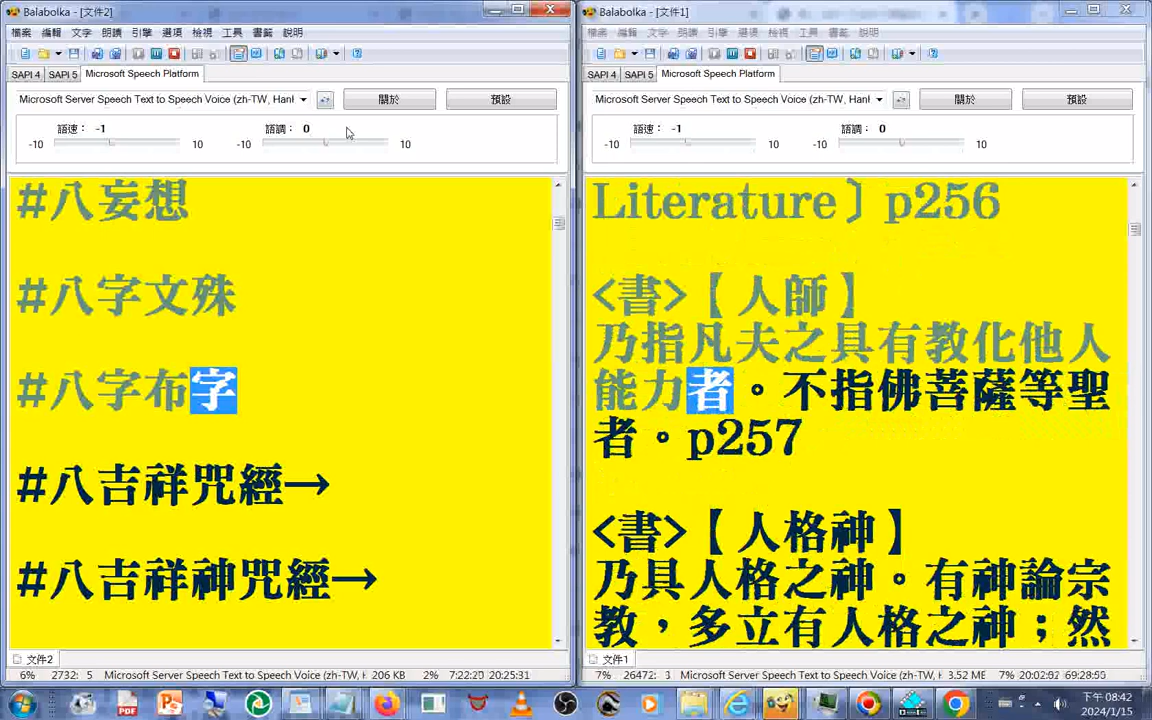 Balabolka - [文件2]
檔案 編輯 文字 朗讀 引擎 選項 檢視 工具 書籤 說明
SAPI 4 SAPI 5 Microsoft Speech Platform
Microsoft Server Speech Text to Speech Voice (zh-TW, Hanl
關於 預設
語速： -1 語調： 0
-10 10 -10 10
#八妄想
#八字文殊
#八字布字
#八吉祥咒經→
#八吉祥神咒經→
文件2
6% 2732: 5 Microsoft Server Speech Text to Speech Voice (zh-TW, H 206 KB 2% 7:22:20 20:25:31
Balabolka - [文件1]
檔案 編輯 文字 朗讀 引擎 選項 檢視 工具 書籤 說明
SAPI 4 SAPI 5 Microsoft Speech Platform
Microsoft Server Speech Text to Speech Voice (zh-TW, Hanl
關於 預設
語速： -1 語調： 0
-10 10 -10 10
Literature〕p256
<書>【人師】
乃指凡夫之具有教化他人
能力者。不指佛菩薩等聖
者。p257
<書>【人格神】
乃具人格之神。有神論宗
教，多立有人格之神；然
文件1
7% 26472: 3 Microsoft Server Speech Text to Speech Voice (zh-TW, H 3.52 MB 7% 20:02:02 69:28:50
下午 08:42
2024/1/15